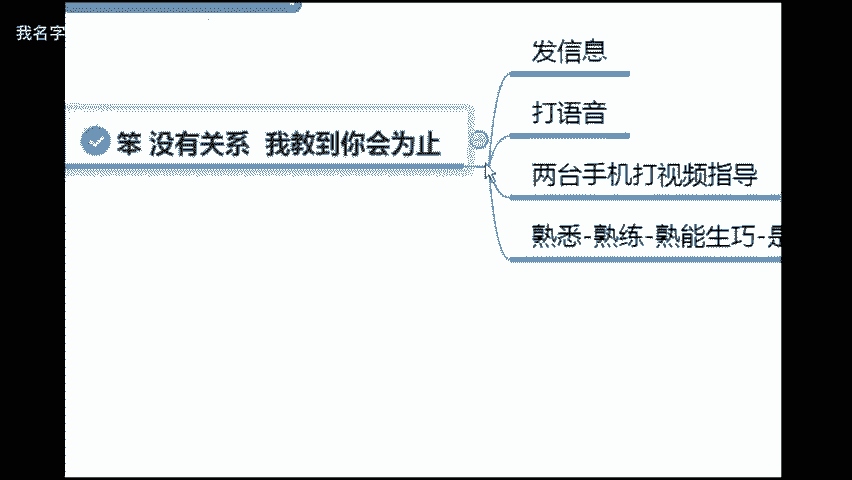 我名字
发信息
笨 没有关系 我教到你会为止
打语音
两台手机打视频指导
熟悉-熟练-熟能生巧-是